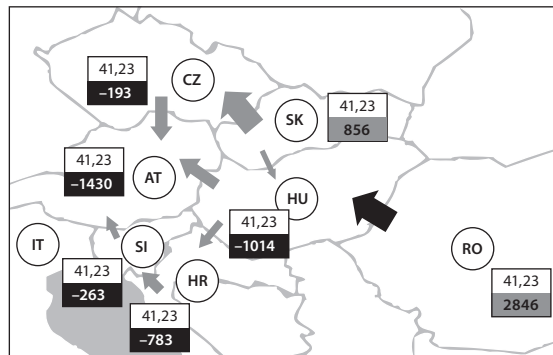 41,23
–193
CZ
SK
41,23
856
41,23
–1430
AT
HU
IT
SI
41,23
–1014
RO
41,23
–263
HR
41,23
2846
41,23
–783